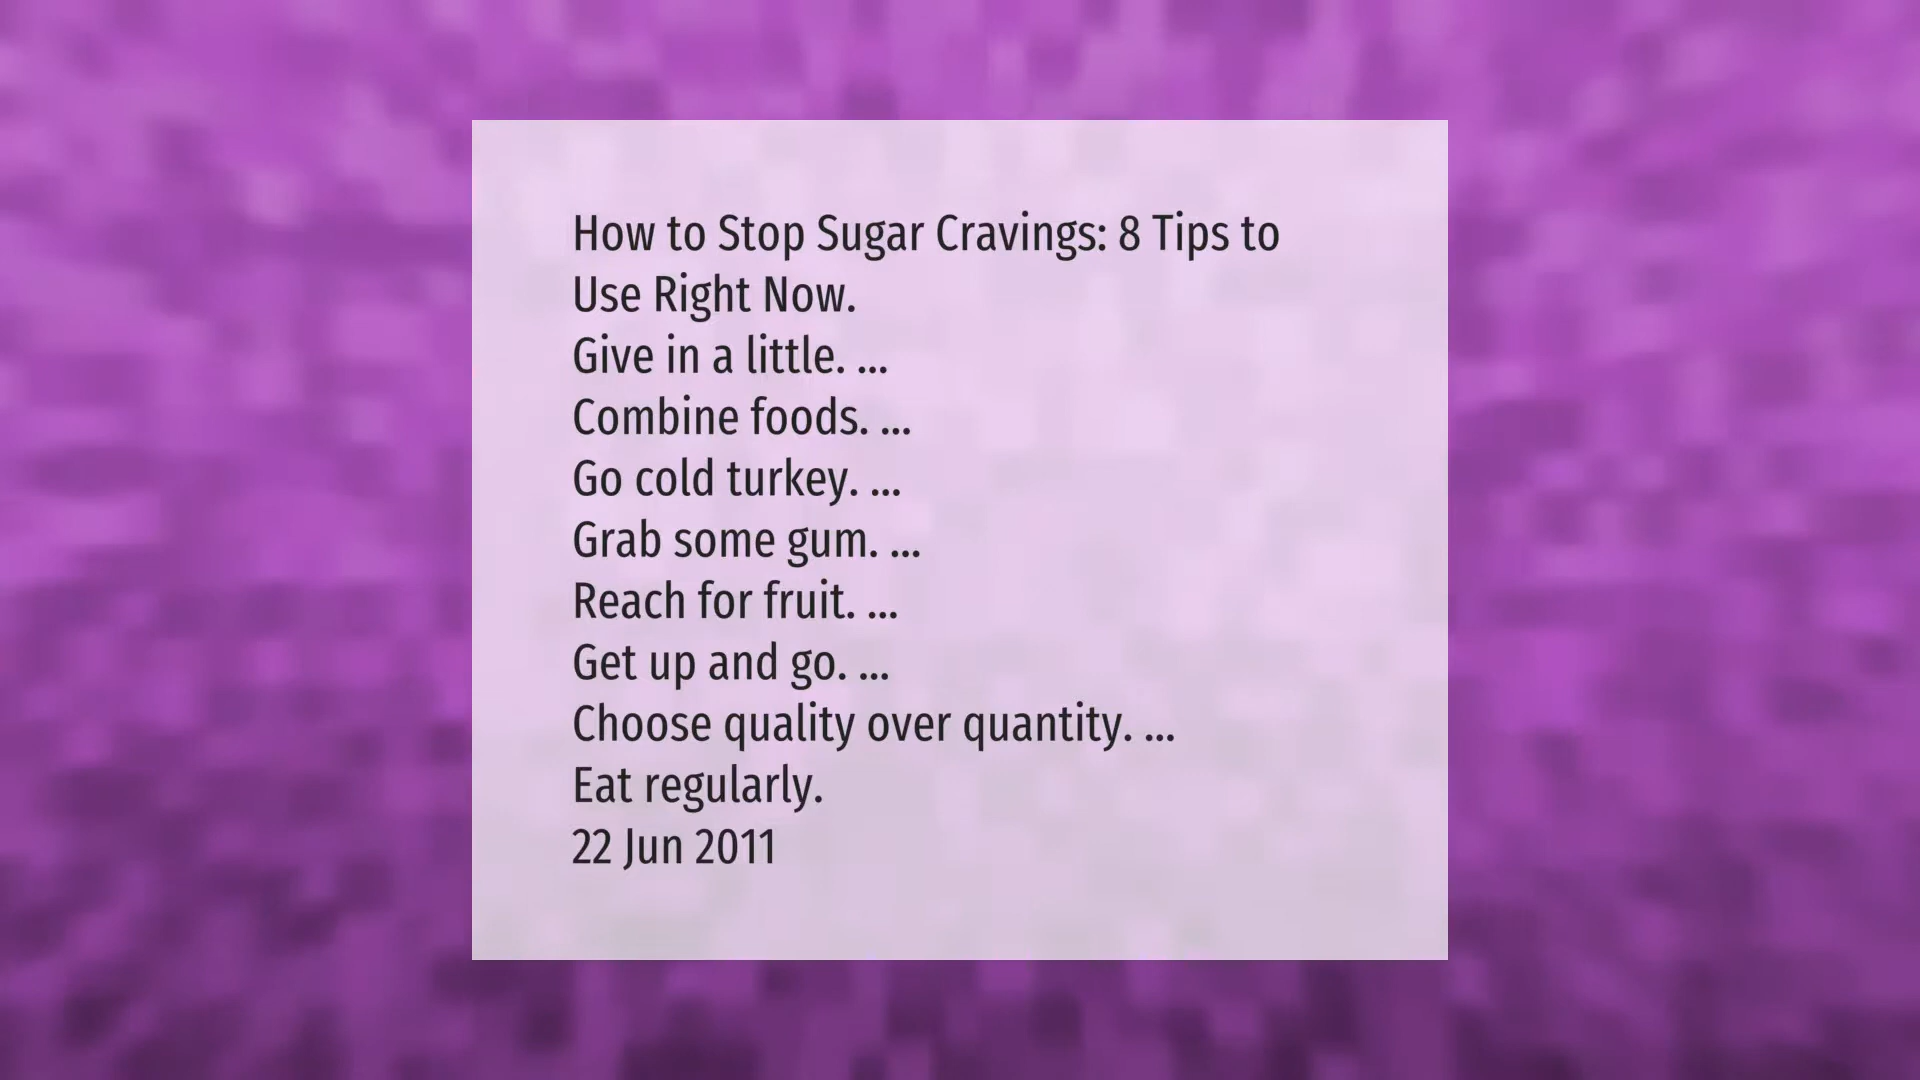 How to Stop Sugar Cravings: 8 Tips to
Use Right Now.
Give in a little. ...
Combine foods. ...
Go cold turkey. ...
Grab some gum. ...
Reach for fruit. ...
Get up and go. ...
Choose quality over quantity. ...
Eat regularly.
22 Jun 2011